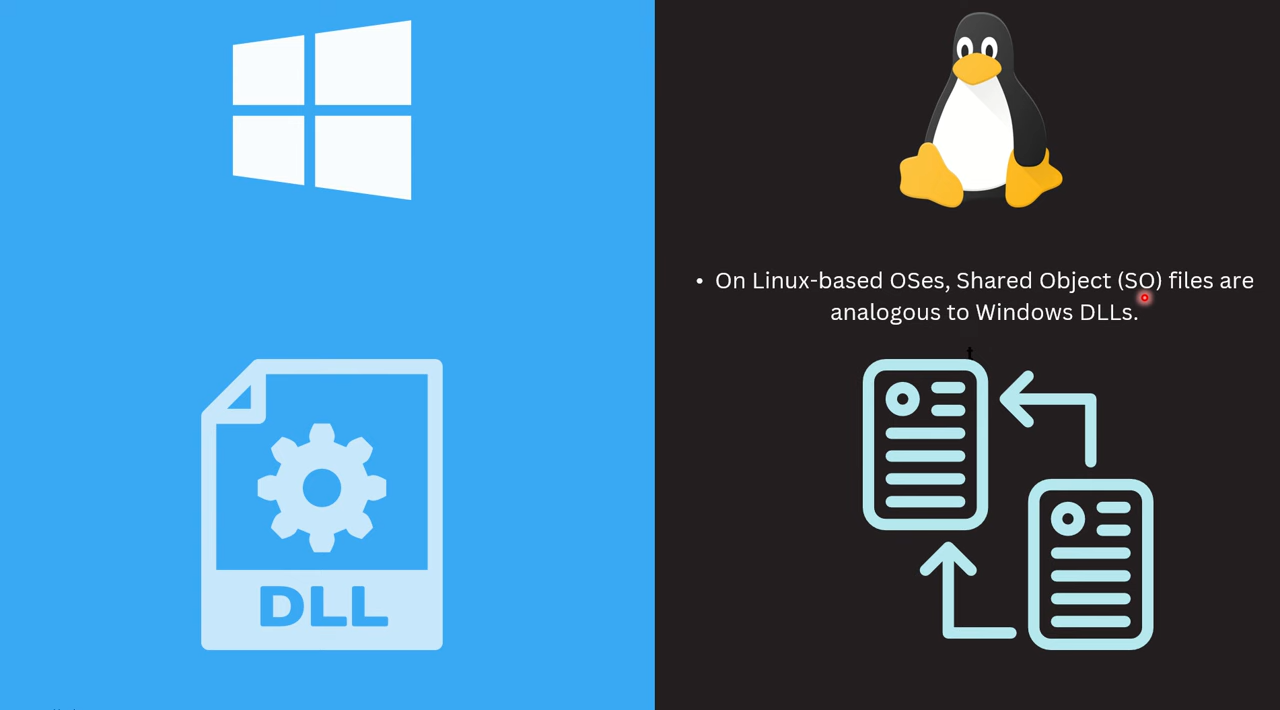 • On Linux-based OSes, Shared Object (SO) files are
analogous to Windows DLLs.
t
DLL